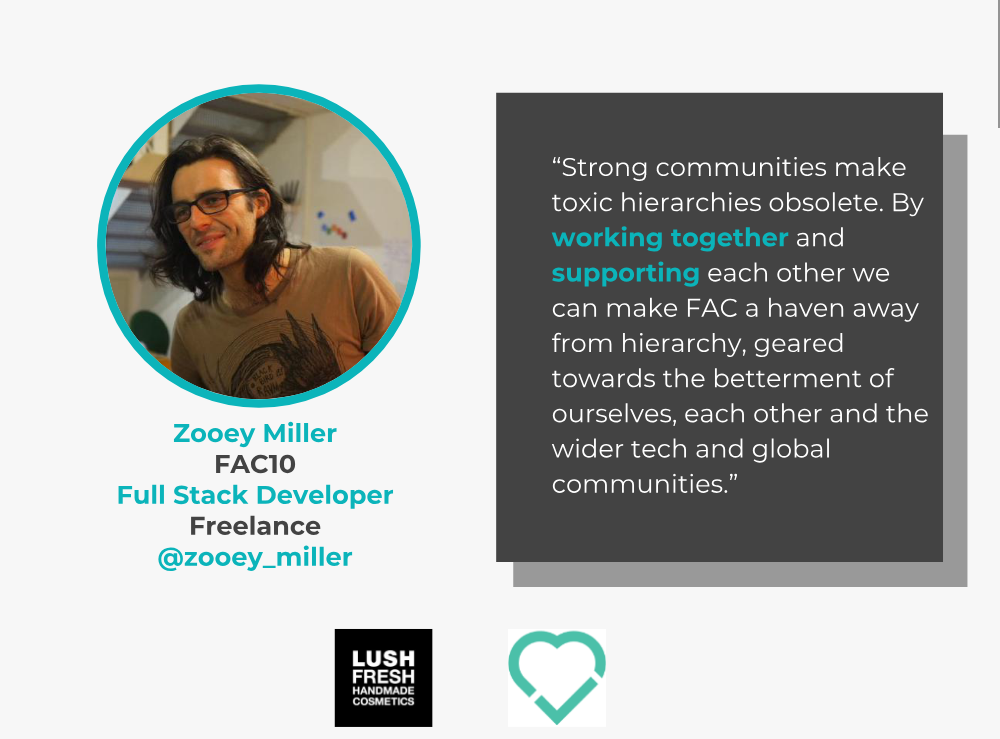 “Strong communities make
toxic hierarchies obsolete. By
working together and
supporting each other we
can make FAC a haven away
from hierarchy, geared
towards the betterment of
ourselves, each other and the
wider tech and global
communities.”
Zooey Miller
FAC10
Full Stack Developer
Freelance
@zooey_miller
LUSH
FRESH
HANDMADE
COSMETICS